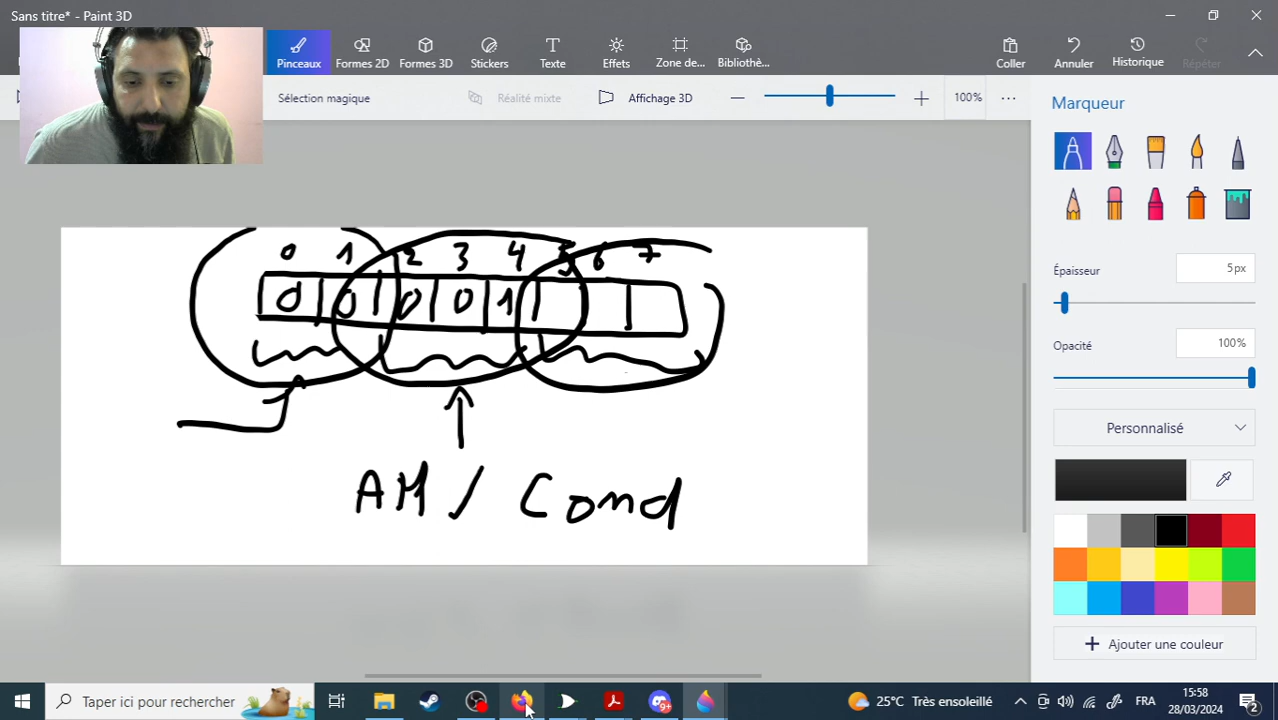 Sans titre* - Paint 3D
Pinceaux
Formes 2D
Formes 3D
Stickers
Texte
Effets
Zone de...
Bibliothè...
Coller
Annuler
Historique
Répéter
Sélection magique
Réalité mixte
Affichage 3D
100%
Marqueur
Épaisseur
5px
Opacité
100%
Personnalisé
Ajouter une couleur
0 1 2 3 4 5 6 7
0 0 0 0 1
AM / Cond
Taper ici pour rechercher
9+
25°C Très ensoleillé
FRA
15:58
28/03/2024
2